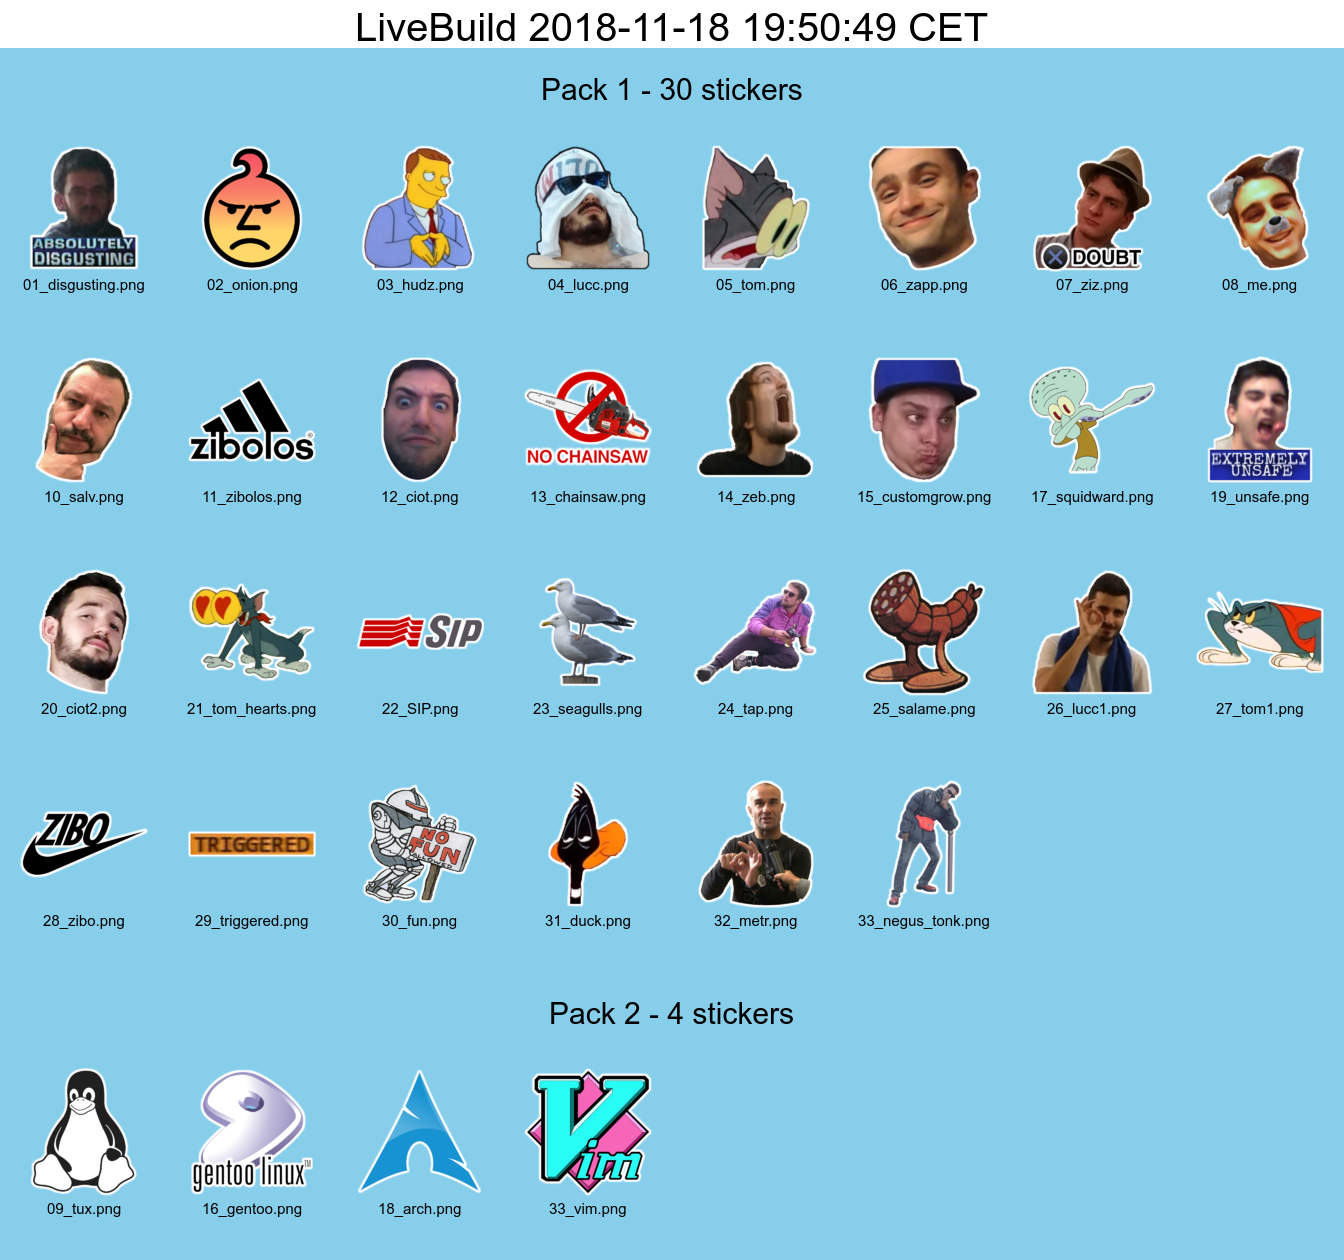 LiveBuild 2018-11-18 19:50:49 CET
Pack 1 - 30 stickers
ABSOLUTELY
DISGUSTING
DOUBT
01_disgusting.png 02_onion.png 03_hudz.png 04_lucc.png 05_tom.png 06_zapp.png 07_ziz.png 08_me.png
zibolos
NO CHAINSAW
EXTREMELY
UNSAFE
10_salv.png 11_zibolos.png 12_ciot.png 13_chainsaw.png 14_zeb.png 15_customgrow.png 17_squidward.png 19_unsafe.png
SIP
20_ciot2.png 21_tom_hearts.png 22_SIP.png 23_seagulls.png 24_tap.png 25_salame.png 26_lucc1.png 27_tom1.png
ZIBO
TRIGGERED
NO
FUN
ALLOWED
28_zibo.png 29_triggered.png 30_fun.png 31_duck.png 32_metr.png 33_negus_tonk.png
Pack 2 - 4 stickers
gentoo linux™
Vim
09_tux.png 16_gentoo.png 18_arch.png 33_vim.png